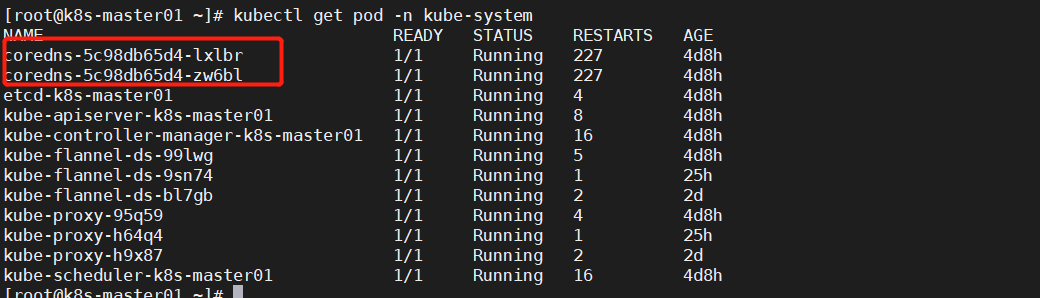 [root@k8s-master01 ~]# kubectl get pod -n kube-system
NAME READY STATUS RESTARTS AGE
coredns-5c98db65d4-lxlbr 1/1 Running 227 4d8h
coredns-5c98db65d4-zw6bl 1/1 Running 227 4d8h
etcd-k8s-master01 1/1 Running 4 4d8h
kube-apiserver-k8s-master01 1/1 Running 8 4d8h
kube-controller-manager-k8s-master01 1/1 Running 16 4d8h
kube-flannel-ds-99lwg 1/1 Running 5 4d8h
kube-flannel-ds-9sn74 1/1 Running 1 25h
kube-flannel-ds-bl7gb 1/1 Running 2 2d
kube-proxy-95q59 1/1 Running 4 4d8h
kube-proxy-h64q4 1/1 Running 1 25h
kube-proxy-h9x87 1/1 Running 2 2d
kube-scheduler-k8s-master01 1/1 Running 16 4d8h
[root@k8s-master01 ~]#